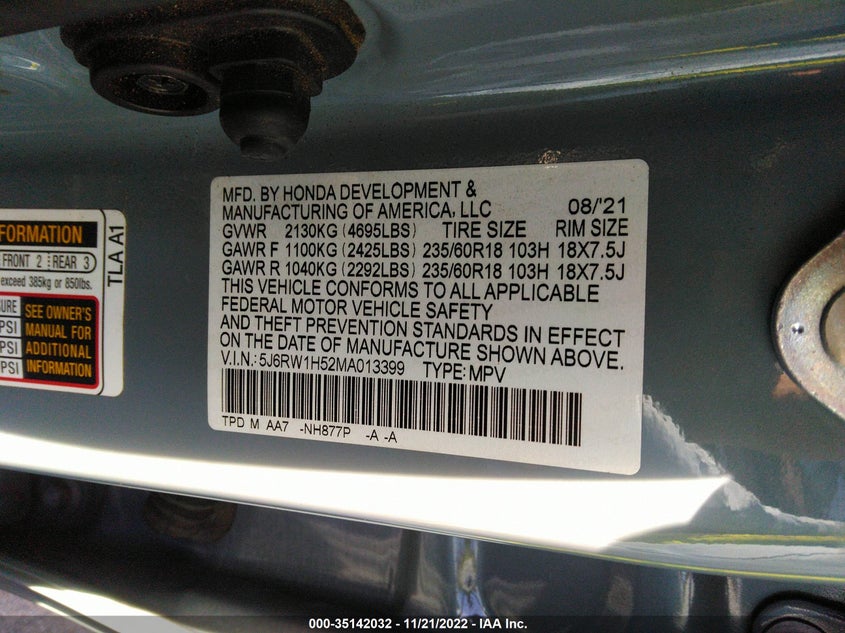 MFD. BY HONDA DEVELOPMENT &
MANUFACTURING OF AMERICA, LLC 08/'21
GVWR 2130KG (4695LBS) TIRE SIZE RIM SIZE
GAWR F 1100KG (2425LBS) 235/60R18 103H 18X7.5J
GAWR R 1040KG (2292LBS) 235/60R18 103H 18X7.5J
THIS VEHICLE CONFORMS TO ALL APPLICABLE
FEDERAL MOTOR VEHICLE SAFETY
AND THEFT PREVENTION STANDARDS IN EFFECT
ON THE DATE OF MANUFACTURE SHOWN ABOVE.
V.I.N.: 5J6RW1H52MA013399 TYPE: MPV
TPD M AA7 -NH877P -A -A
FRONT 2 REAR 3
exceed 385kg or 850lbs.
PSI
PSI
PSI
SEE OWNER'S
MANUAL FOR
ADDITIONAL
INFORMATION
TLA A1
000-35142032 - 11/21/2022 - IAA Inc.